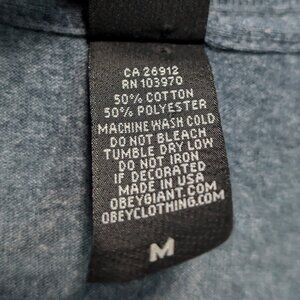 CA 26912
RN 103970
50% COTTON
50% POLYESTER
MACHINE WASH COLD
DO NOT BLEACH
TUMBLE DRY LOW
DO NOT IRON
IF DECORATED
MADE IN USA
OBEYGIANT.COM
OBEYCLOTHING.COM
M